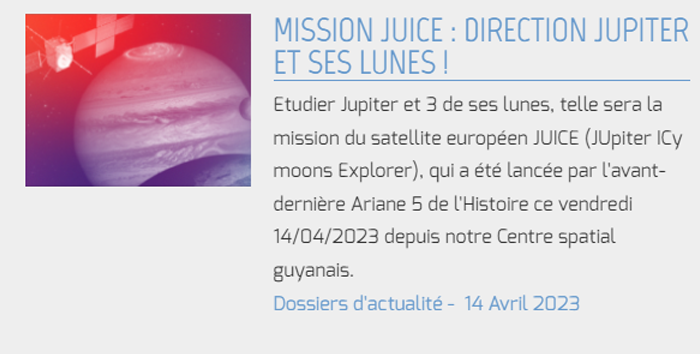 MISSION JUICE : DIRECTION JUPITER
ET SES LUNES !
Etudier Jupiter et 3 de ses lunes, telle sera la
mission du satellite européen JUICE (JUpiter ICy
moons Explorer), qui a été lancée par l'avant-
dernière Ariane 5 de l'Histoire ce vendredi
14/04/2023 depuis notre Centre spatial
guyanais.
Dossiers d'actualité - 14 Avril 2023